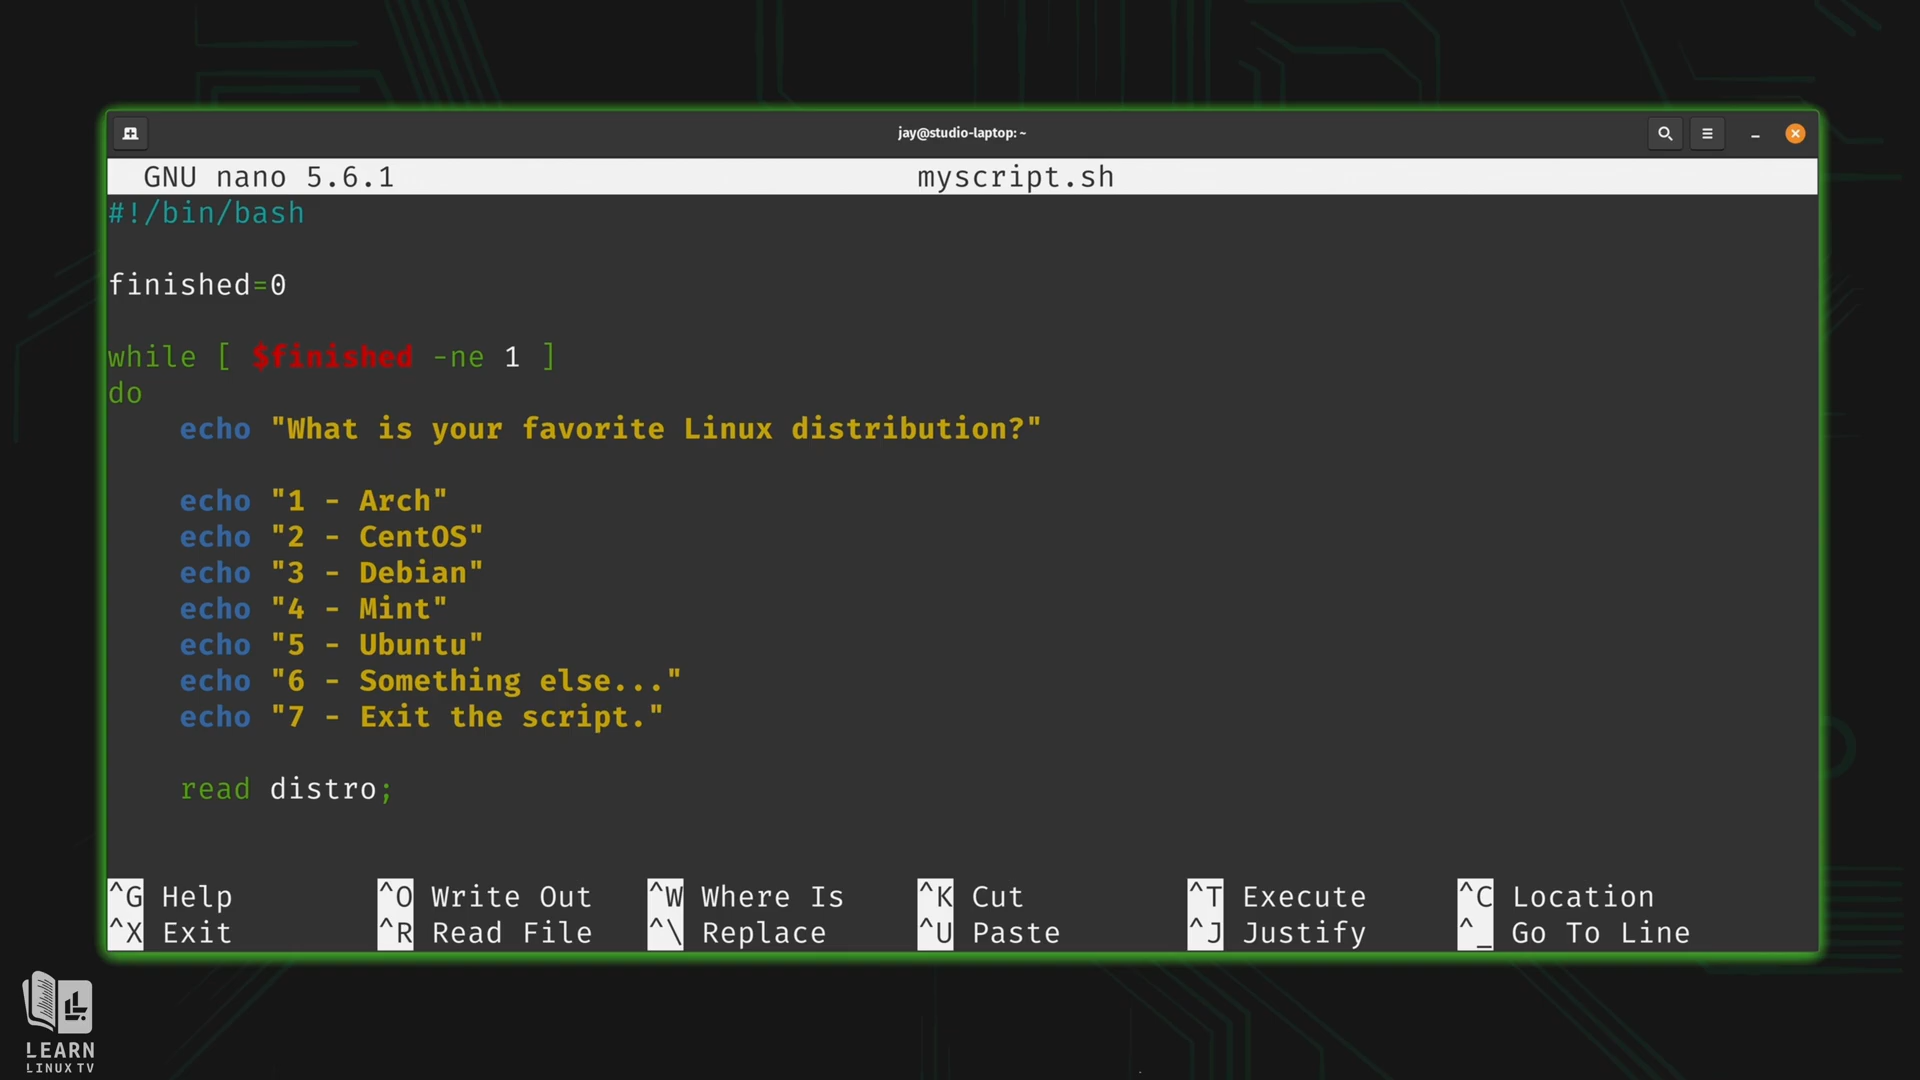 jay@studio-laptop: ~
GNU nano 5.6.1 myscript.sh
#!/bin/bash

finished=0

while [ $finished -ne 1 ]
do
    echo "What is your favorite Linux distribution?"

    echo "1 - Arch"
    echo "2 - CentOS"
    echo "3 - Debian"
    echo "4 - Mint"
    echo "5 - Ubuntu"
    echo "6 - Something else..."
    echo "7 - Exit the script."

    read distro;

^G Help ^O Write Out ^W Where Is ^K Cut ^T Execute ^C Location
^X Exit ^R Read File ^\ Replace ^U Paste ^J Justify ^_ Go To Line
LEARN
LINUX TV